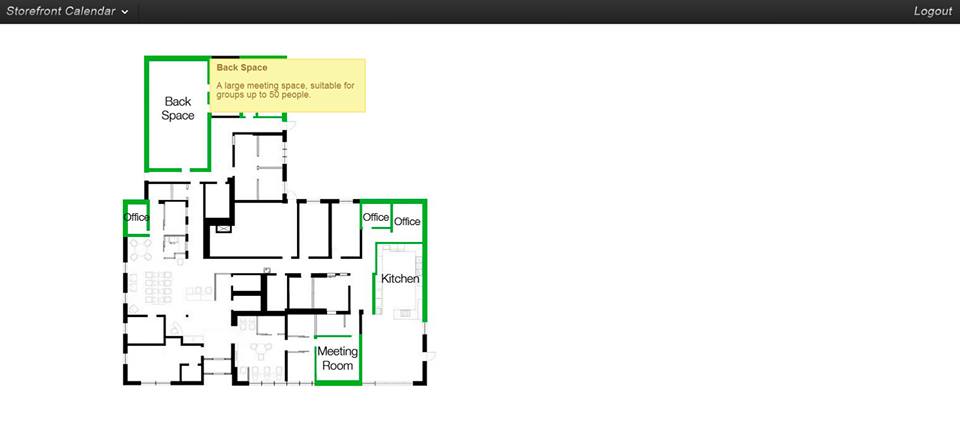 Storefront Calendar
Logout
Back Space
A large meeting space, suitable for
groups up to 50 people.
Back
Space
Office
Office
Office
Kitchen
Meeting
Room